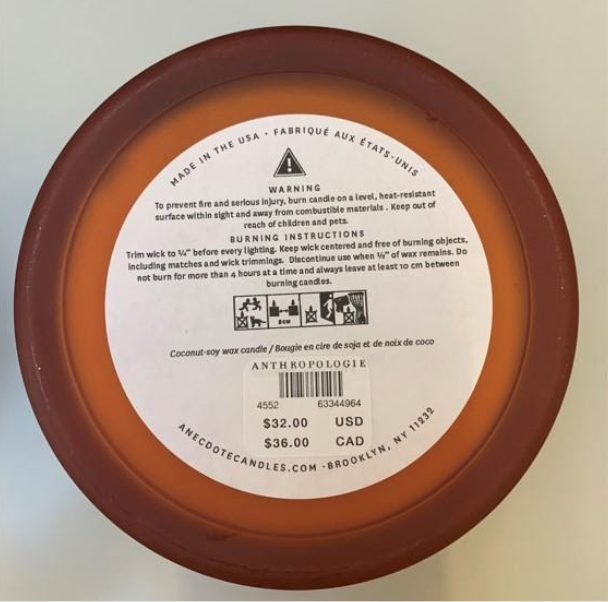 MADE IN THE USA • FABRIQUÉ AUX ÉTATS-UNIS
WARNING
To prevent fire and serious injury, burn candle on a level, heat-resistant
surface within sight and away from combustible materials . Keep out of
reach of children and pets.
BURNING INSTRUCTIONS
Trim wick to ¼" before every lighting. Keep wick centered and free of burning objects,
including matches and wick trimmings. Discontinue use when ½" of wax remains. Do
not burn for more than 4 hours at a time and always leave at least 10 cm between
burning candles.
Coconut-soy wax candle / Bougie en cire de soja et de noix de coco
ANTHROPOLOGIE
4552 63344964
$32.00 USD
$36.00 CAD
ANECDOTECANDLES.COM • BROOKLYN, NY 11232